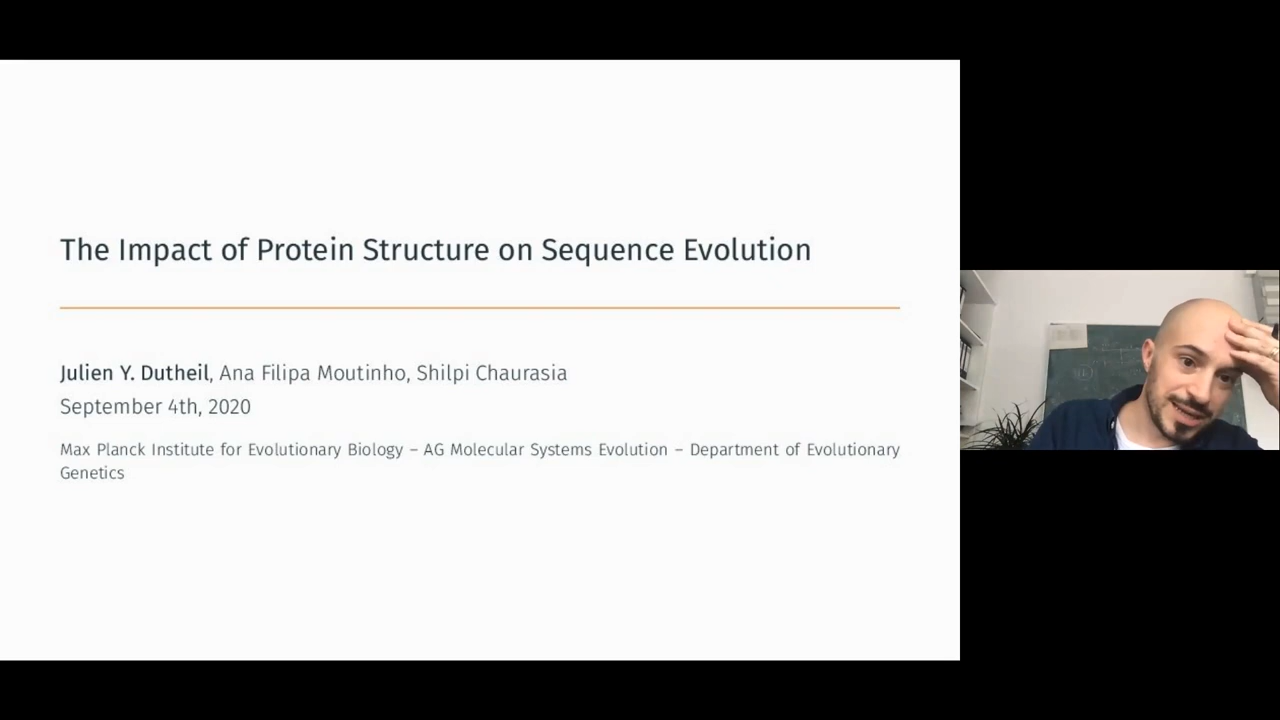 The Impact of Protein Structure on Sequence Evolution
Julien Y. Dutheil, Ana Filipa Moutinho, Shilpi Chaurasia
September 4th, 2020
Max Planck Institute for Evolutionary Biology – AG Molecular Systems Evolution – Department of Evolutionary
Genetics